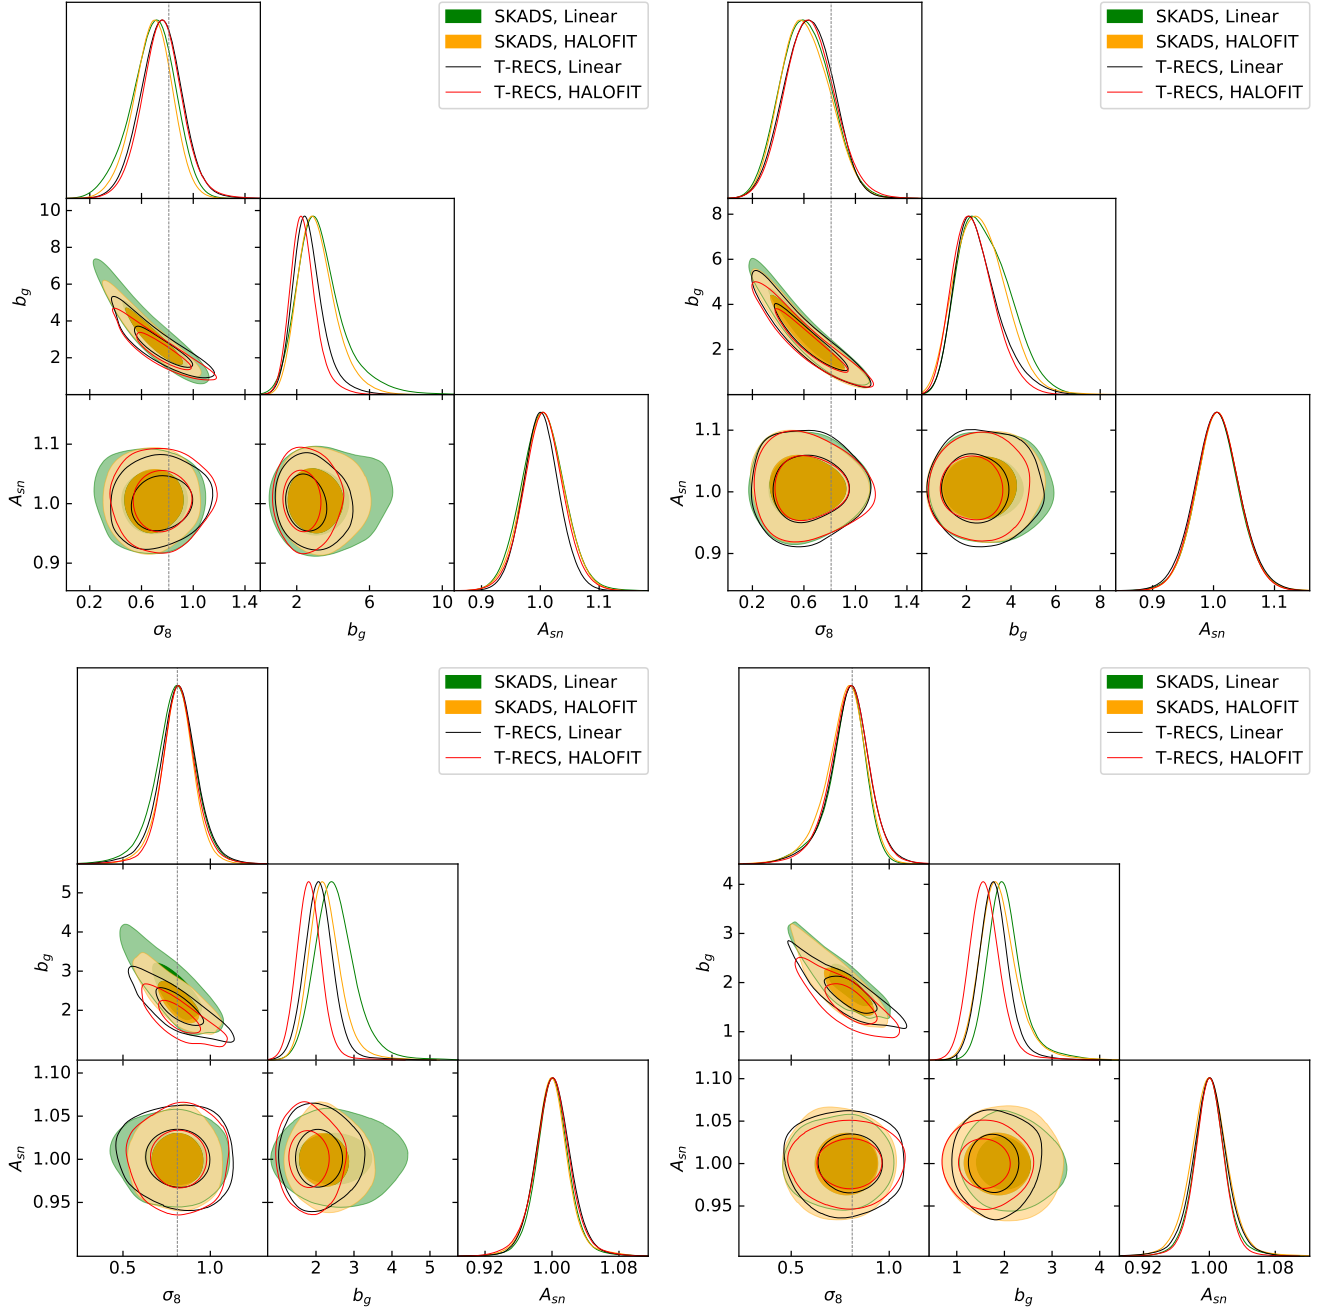 SKADS, Linear
SKADS, HALOFIT
T-RECS, Linear
T-RECS, HALOFIT
10
8
6
4
2
b_g
1.1
1.0
0.9
A_sn
0.2 0.6 1.0 1.4
2 6 10
0.9 1.0 1.1
σ_8
b_g
A_sn
SKADS, Linear
SKADS, HALOFIT
T-RECS, Linear
T-RECS, HALOFIT
8
6
4
2
b_g
1.1
1.0
0.9
A_sn
0.2 0.6 1.0 1.4
2 4 6 8
0.9 1.0 1.1
σ_8
b_g
A_sn
SKADS, Linear
SKADS, HALOFIT
T-RECS, Linear
T-RECS, HALOFIT
5
4
3
2
b_g
1.10
1.05
1.00
0.95
A_sn
0.5 1.0
2 3 4 5
0.92 1.00 1.08
σ_8
b_g
A_sn
SKADS, Linear
SKADS, HALOFIT
T-RECS, Linear
T-RECS, HALOFIT
4
3
2
1
b_g
1.10
1.05
1.00
0.95
A_sn
0.5 1.0
1 2 3 4
0.92 1.00 1.08
σ_8
b_g
A_sn